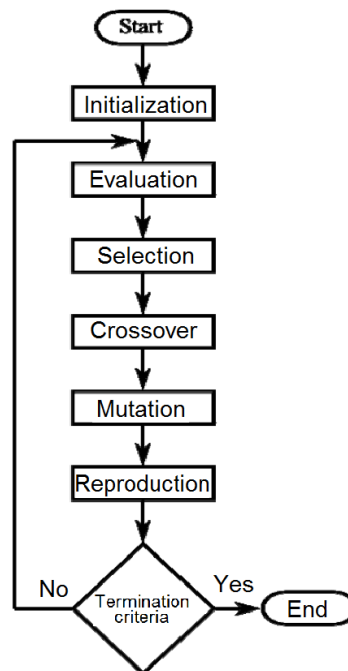 Start
Initialization
Evaluation
Selection
Crossover
Mutation
Reproduction
No
Termination
criteria
Yes
End